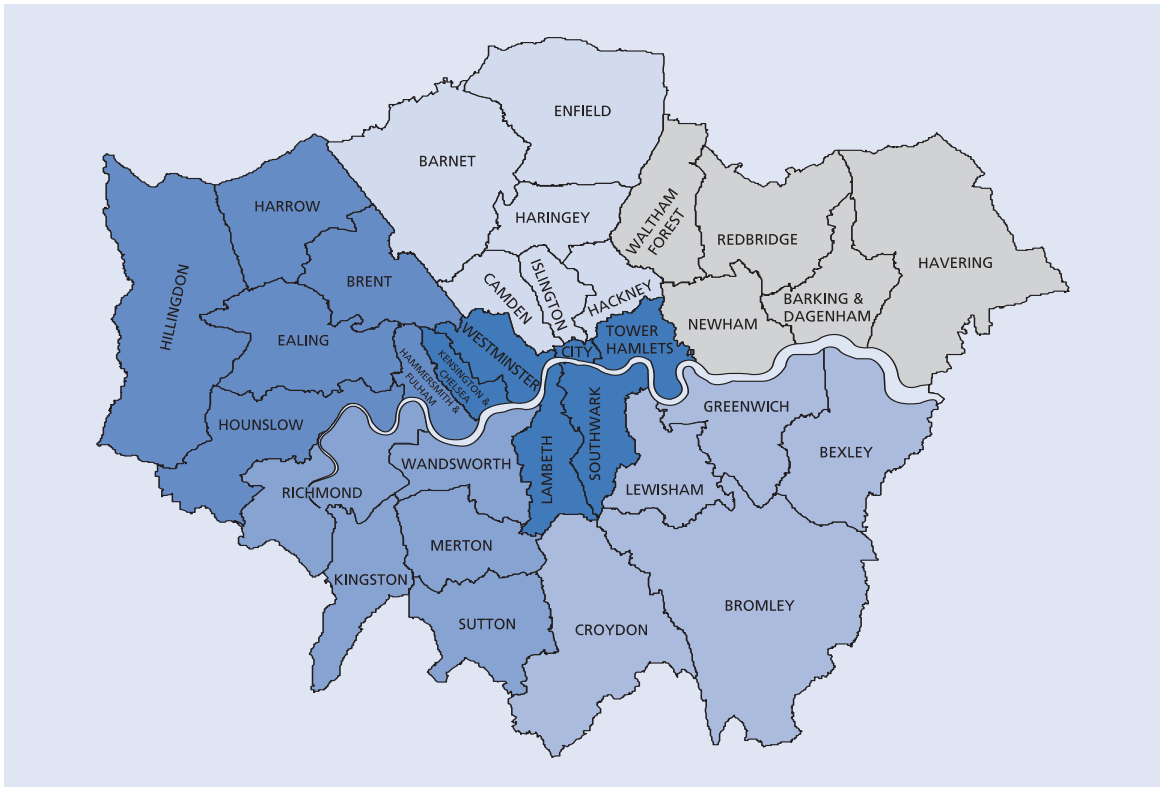 ENFIELD
BARNET
HARROW
HARINGEY
WALTHAM
FOREST
REDBRIDGE
HAVERING
HILLINGDON
BRENT
CAMDEN
ISLINGTON
HACKNEY
BARKING &
DAGENHAM
NEWHAM
EALING
WESTMINSTER
CITY
TOWER
HAMLETS
KENSINGTON &
CHELSEA
HAMMERSMITH &
FULHAM
HOUNSLOW
GREENWICH
BEXLEY
WANDSWORTH
LAMBETH
SOUTHWARK
RICHMOND
LEWISHAM
MERTON
KINGSTON
SUTTON
CROYDON
BROMLEY